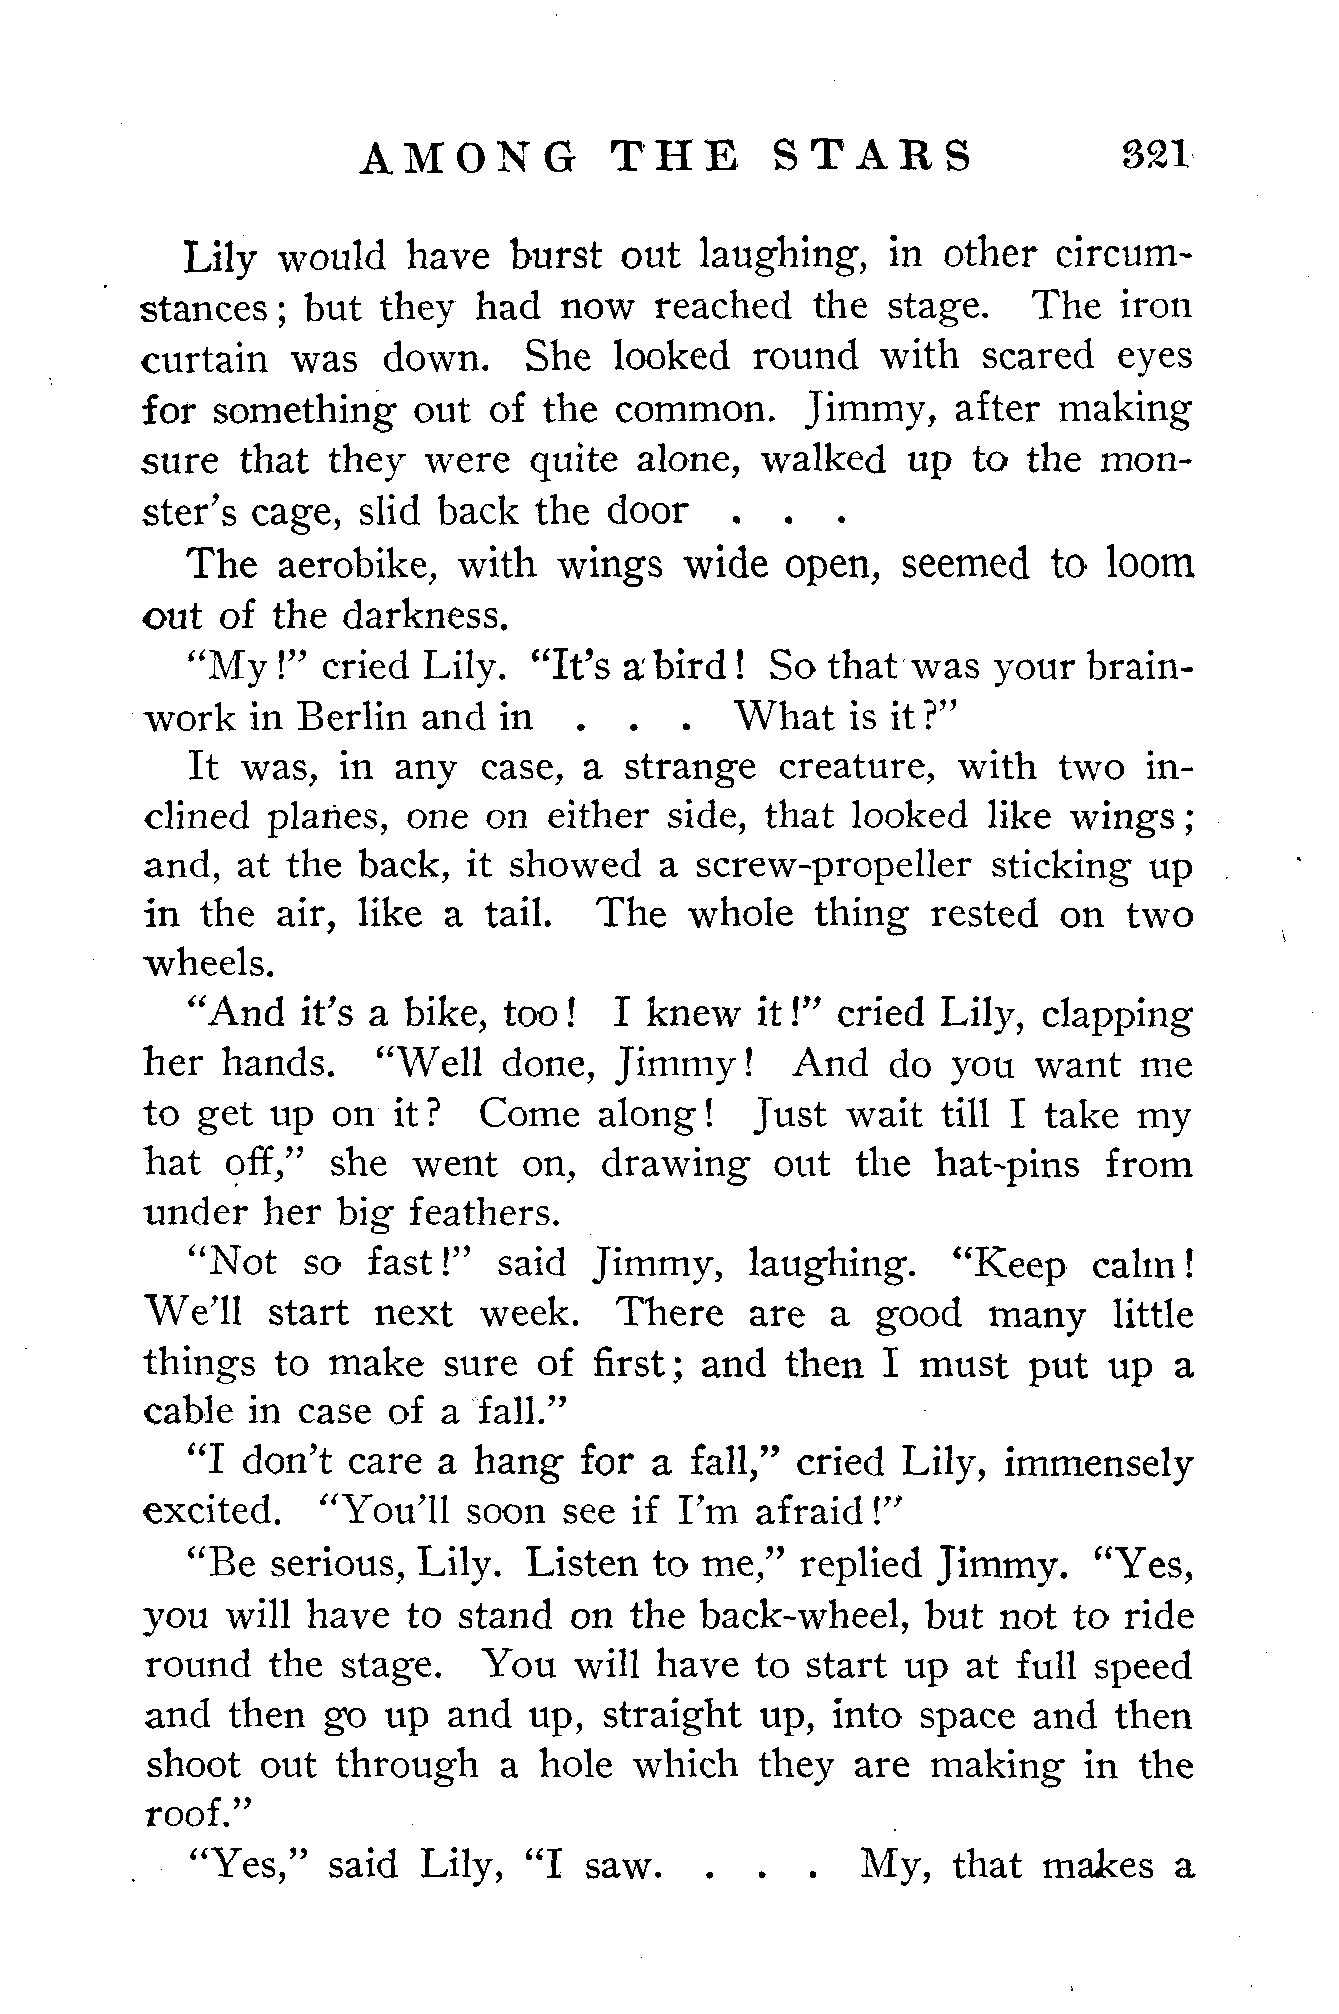 AMONG THE STARS 321
Lily would have burst out laughing, in other circum-
stances; but they had now reached the stage. The iron
curtain was down. She looked round with scared eyes
for something out of the common. Jimmy, after making
sure that they were quite alone, walked up to the mon-
ster's cage, slid back the door . . .
The aerobike, with wings wide open, seemed to loom
out of the darkness.
"My!" cried Lily. "It's a bird! So that was your brain-
work in Berlin and in . . . What is it?"
It was, in any case, a strange creature, with two in-
clined planes, one on either side, that looked like wings;
and, at the back, it showed a screw-propeller sticking up
in the air, like a tail. The whole thing rested on two
wheels.
"And it's a bike, too! I knew it!" cried Lily, clapping
her hands. "Well done, Jimmy! And do you want me
to get up on it? Come along! Just wait till I take my
hat off," she went on, drawing out the hat-pins from
under her big feathers.
"Not so fast!" said Jimmy, laughing. "Keep calm!
We'll start next week. There are a good many little
things to make sure of first; and then I must put up a
cable in case of a fall."
"I don't care a hang for a fall," cried Lily, immensely
excited. "You'll soon see if I'm afraid!"
"Be serious, Lily. Listen to me," replied Jimmy. "Yes,
you will have to stand on the back-wheel, but not to ride
round the stage. You will have to start up at full speed
and then go up and up, straight up, into space and then
shoot out through a hole which they are making in the
roof."
"Yes," said Lily, "I saw. . . . My, that makes a